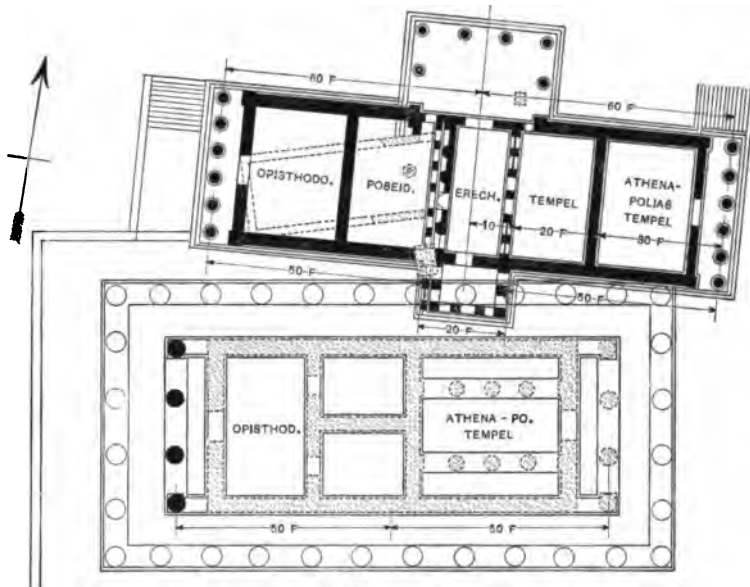 60 F
60 F
OPISTHODO.
POSEID.
ERECH.
TEMPEL
ATHENA-
POLIAS
TEMPEL
10
20 F
30 F
50 F
50 F
20 F
OPISTHOD.
ATHENA - PO.
TEMPEL
50 F
50 F